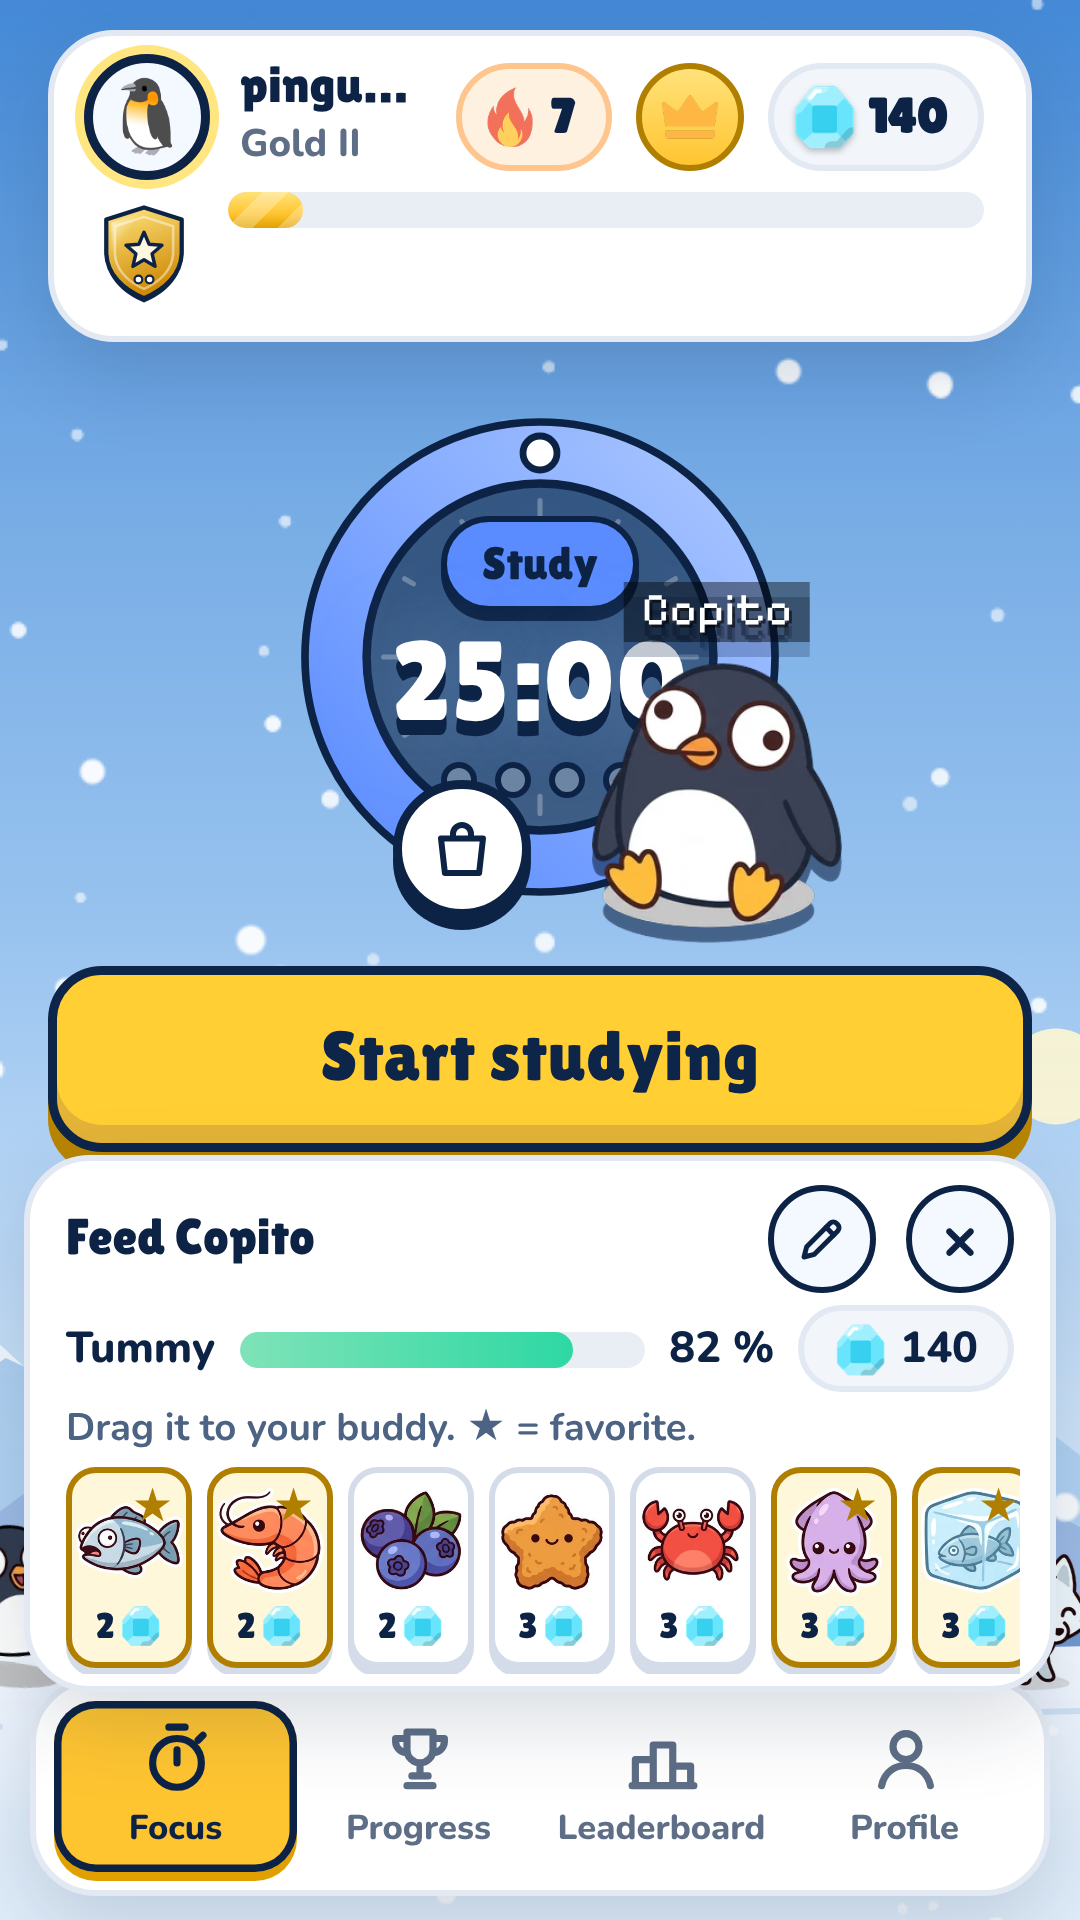 pingu...
Gold II
7
140
Study
Copito
25:00
Start studying
Feed Copito
Tummy
82 %
140
Drag it to your buddy. ★ = favorite.
2
2
2
3
3
3
3
Focus
Progress
Leaderboard
Profile